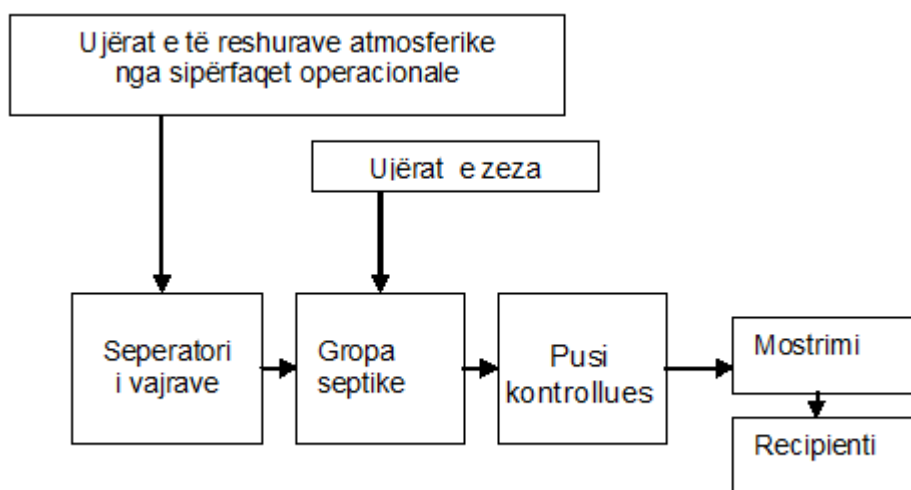 Ujërat e të reshurave atmosferike
nga sipërfaqet operacionale
Ujërat e zeza
Seperatori
i vajrave
Gropa
septike
Pusi
kontrollues
Mostrimi
Recipienti